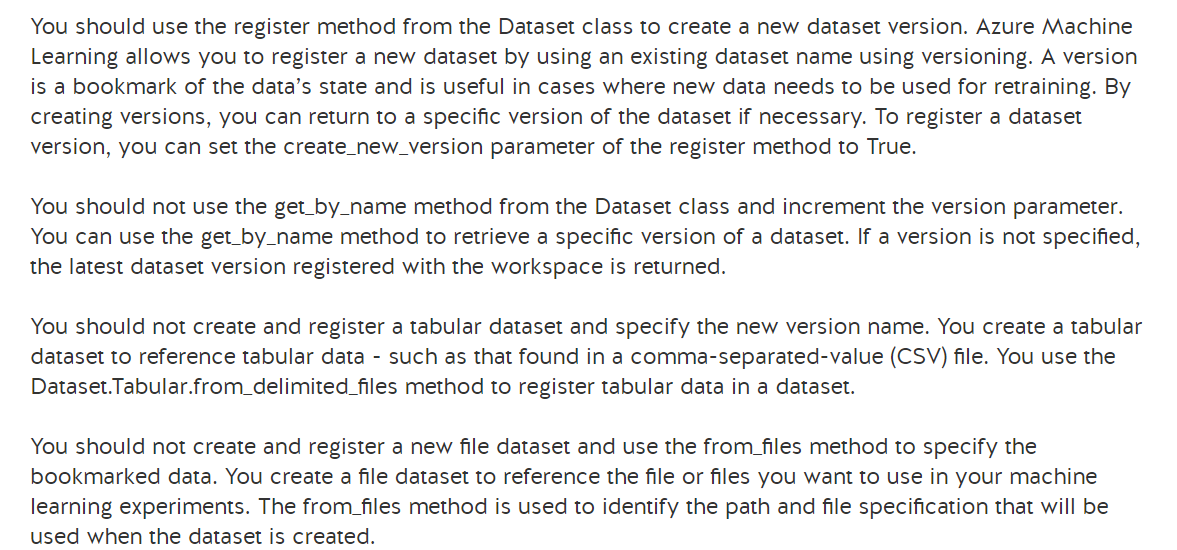 You should use the register method from the Dataset class to create a new dataset version. Azure Machine
Learning allows you to register a new dataset by using an existing dataset name using versioning. A version
is a bookmark of the data’s state and is useful in cases where new data needs to be used for retraining. By
creating versions, you can return to a specific version of the dataset if necessary. To register a dataset
version, you can set the create_new_version parameter of the register method to True.
You should not use the get_by_name method from the Dataset class and increment the version parameter.
You can use the get_by_name method to retrieve a specific version of a dataset. If a version is not specified,
the latest dataset version registered with the workspace is returned.
You should not create and register a tabular dataset and specify the new version name. You create a tabular
dataset to reference tabular data - such as that found in a comma-separated-value (CSV) file. You use the
Dataset.Tabular.from_delimited_files method to register tabular data in a dataset.
You should not create and register a new file dataset and use the from_files method to specify the
bookmarked data. You create a file dataset to reference the file or files you want to use in your machine
learning experiments. The from_files method is used to identify the path and file specification that will be
used when the dataset is created.